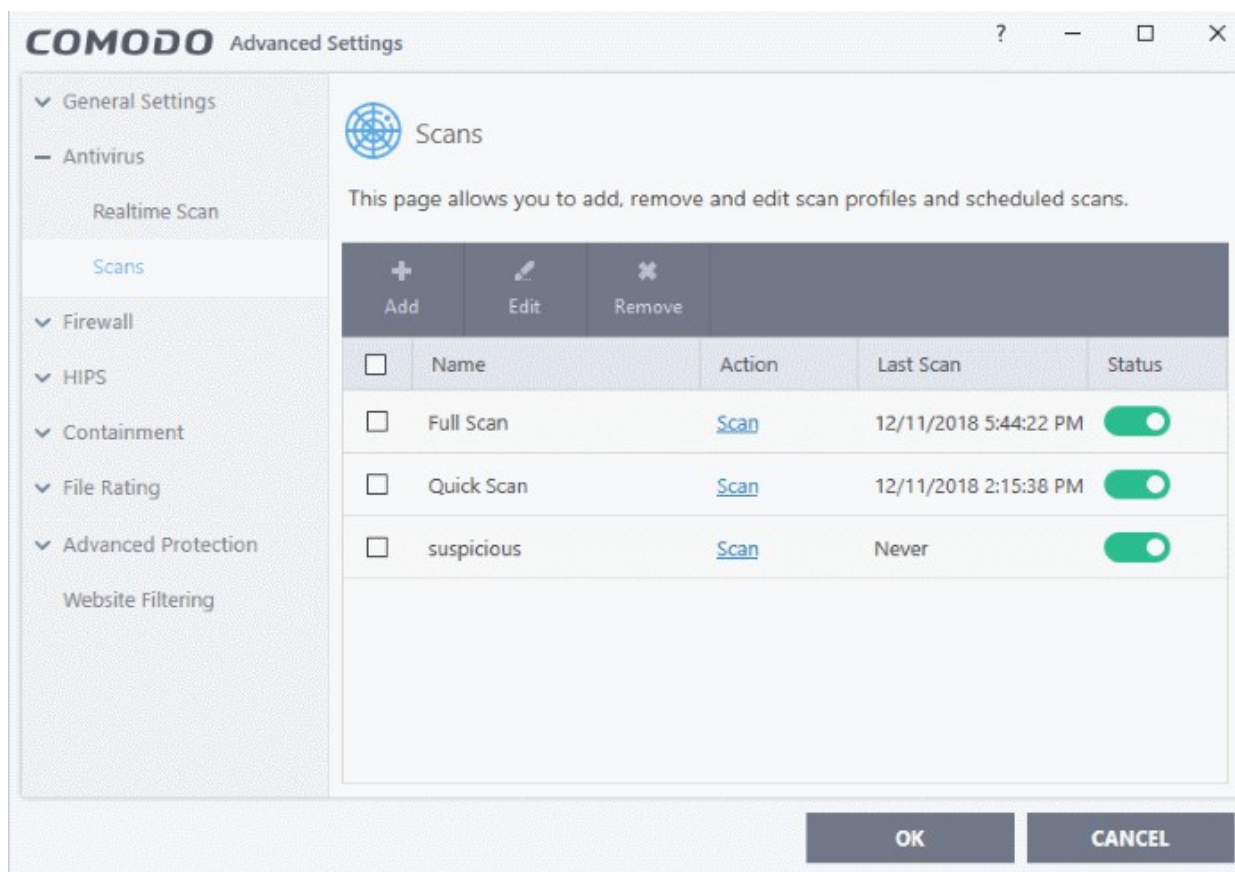 COMODO Advanced Settings ?
General Settings
Antivirus
Realtime Scan
Scans
Firewall
HIPS
Containment
File Rating
Advanced Protection
Website Filtering
Scans
This page allows you to add, remove and edit scan profiles and scheduled scans.
Add Edit Remove
Name Action Last Scan Status
Full Scan Scan 12/11/2018 5:44:22 PM
Quick Scan Scan 12/11/2018 2:15:38 PM
suspicious Scan Never
OK CANCEL